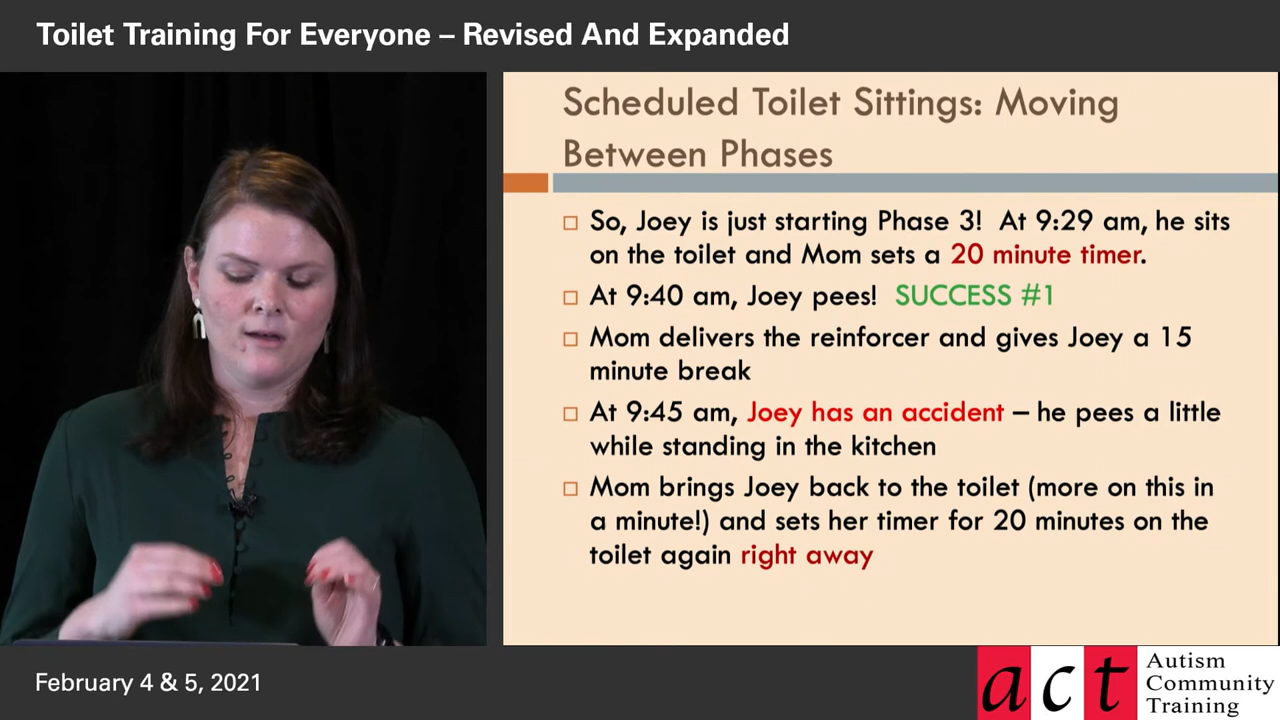 Toilet Training For Everyone – Revised And Expanded
Scheduled Toilet Sittings: Moving
Between Phases
So, Joey is just starting Phase 3! At 9:29 am, he sits
on the toilet and Mom sets a 20 minute timer.
At 9:40 am, Joey pees! SUCCESS #1
Mom delivers the reinforcer and gives Joey a 15
minute break
At 9:45 am, Joey has an accident – he pees a little
while standing in the kitchen
Mom brings Joey back to the toilet (more on this in
a minute!) and sets her timer for 20 minutes on the
toilet again right away
February 4 & 5, 2021
act
Autism
Community
Training